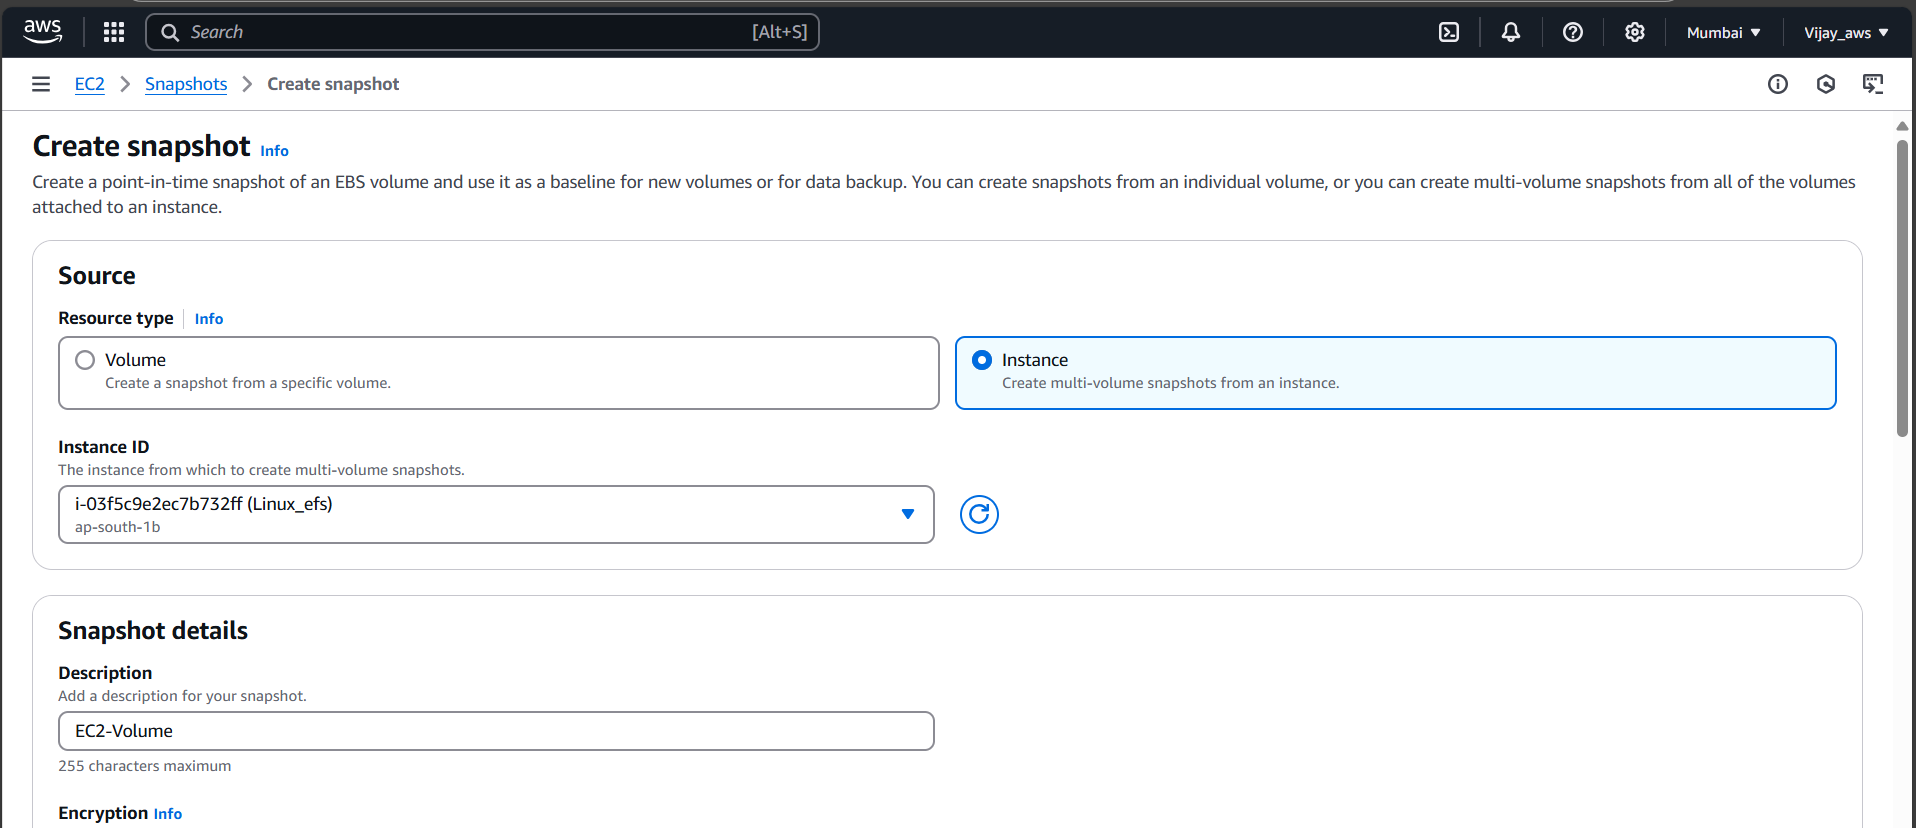 aws
Search [Alt+S]
Mumbai
Vijay_aws
EC2 Snapshots Create snapshot
Create snapshot Info
Create a point-in-time snapshot of an EBS volume and use it as a baseline for new volumes or for data backup. You can create snapshots from an individual volume, or you can create multi-volume snapshots from all of the volumes
attached to an instance.
Source
Resource type Info
Volume
Create a snapshot from a specific volume.
Instance
Create multi-volume snapshots from an instance.
Instance ID
The instance from which to create multi-volume snapshots.
i-03f5c9e2ec7b732ff (Linux_efs)
ap-south-1b
Snapshot details
Description
Add a description for your snapshot.
EC2-Volume
255 characters maximum
Encryption Info